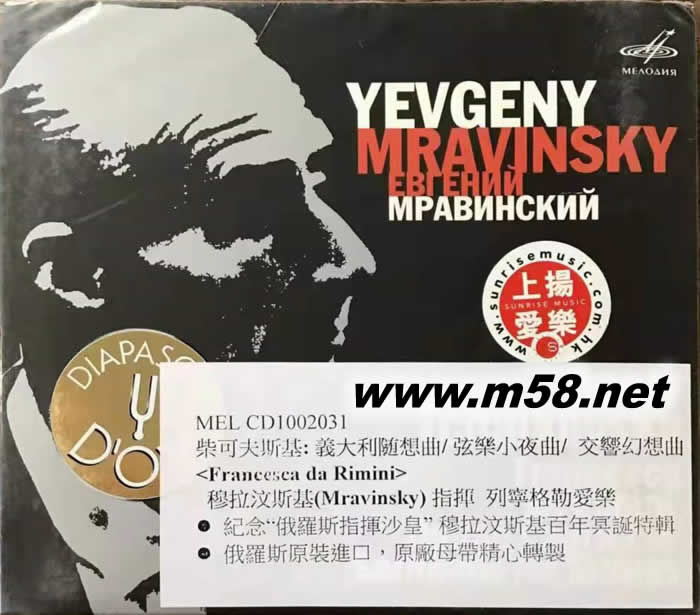 МЕЛОДИЯ
YEVGENY
MRAVINSKY
ЕВГЕНИЙ
МРАВИНСКИЙ
www.sunrisemusic.com.hk
上揚
SUNRISE MUSIC
愛樂
S
DIAPASO
D'O
www.m58.net
MEL CD1002031
柴可夫斯基: 義大利随想曲/ 弦樂小夜曲/ 交響幻想曲
<Francesca da Rimini>
穆拉汶斯基(Mravinsky) 指揮 列寧格勒愛樂
● 紀念“俄羅斯指揮沙皇” 穆拉汶斯基百年冥誕特輯
● 俄羅斯原裝進口，原廠母帶精心轉製